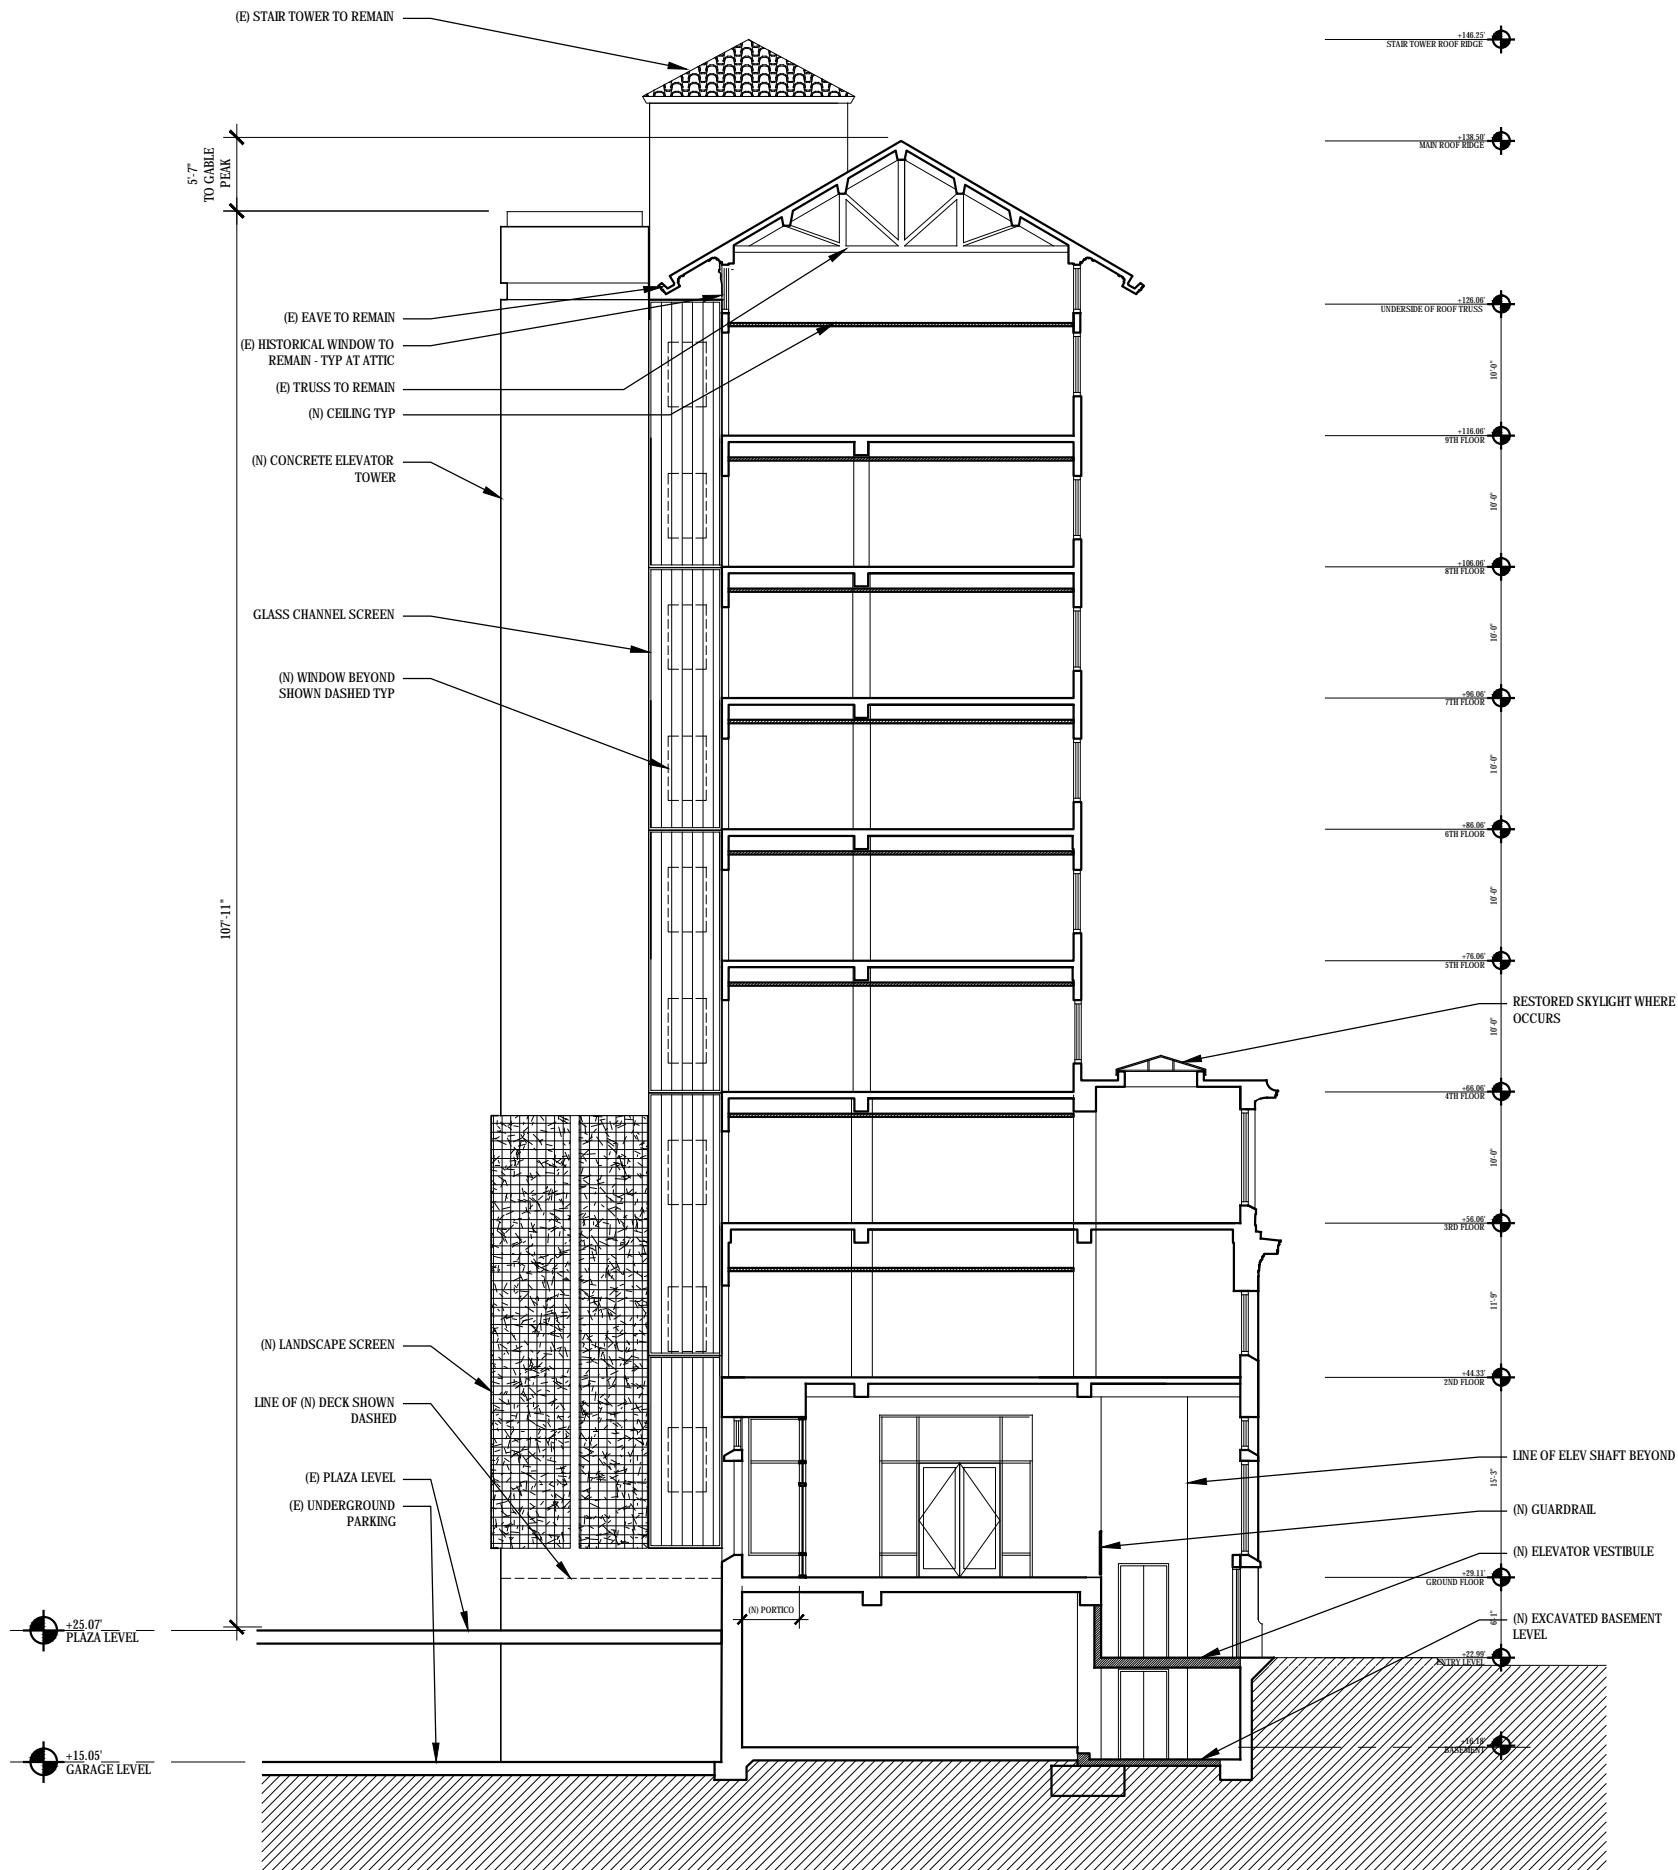 (E) STAIR TOWER TO REMAIN
+146.25'
STAIR TOWER ROOF RIDGE
+138.50'
MAIN ROOF RIDGE
5'-7"
TO GABLE
PEAK
+126.06'
UNDERSIDE OF ROOF TRUSS
(E) EAVE TO REMAIN
(E) HISTORICAL WINDOW TO
REMAIN - TYP AT ATTIC
(E) TRUSS TO REMAIN
(N) CEILING TYP
10'-0"
+116.06'
9TH FLOOR
(N) CONCRETE ELEVATOR
TOWER
10'-0"
+106.06'
8TH FLOOR
GLASS CHANNEL SCREEN
10'-0"
(N) WINDOW BEYOND
SHOWN DASHED TYP
+96.06'
7TH FLOOR
10'-0"
+86.06'
6TH FLOOR
10'-0"
107'-11"
+76.06'
5TH FLOOR
RESTORED SKYLIGHT WHERE
OCCURS
10'-0"
+66.06'
4TH FLOOR
10'-0"
+56.06'
3RD FLOOR
11'-9"
(N) LANDSCAPE SCREEN
+44.33'
2ND FLOOR
LINE OF (N) DECK SHOWN
DASHED
LINE OF ELEV SHAFT BEYOND
15'-3"
(E) PLAZA LEVEL
(E) UNDERGROUND
PARKING
(N) GUARDRAIL
(N) ELEVATOR VESTIBULE
+29.11'
GROUND FLOOR
(N) PORTICO
6'-1"
(N) EXCAVATED BASEMENT
LEVEL
+25.07'
PLAZA LEVEL
+22.99'
ENTRY LEVEL
+16.18'
BASEMENT
+15.05'
GARAGE LEVEL